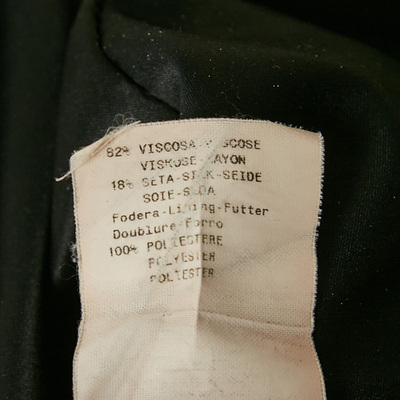 82% VISCOSA-VISCOSE
VISKOSE-RAYON
18% SETA-SILK-SEIDE
SOIE-SEDA
Fodera-Lining-Futter
Doublure-Forro
100% POLIESTERE
POLYESTER
POLIESTER